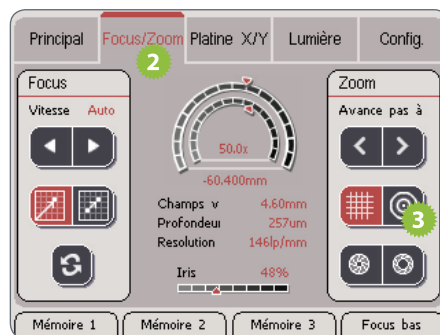 Principal Focus/Zoom Platine X/Y Lumière Config.
2
Focus
Vitesse Auto
50.0x
-60.400mm
Champs v 4.60mm
Profondeur 257um
Resolution 146lp/mm
Iris 48%
Zoom
Avance pas à
3
Mémoire 1 Mémoire 2 Mémoire 3 Focus bas